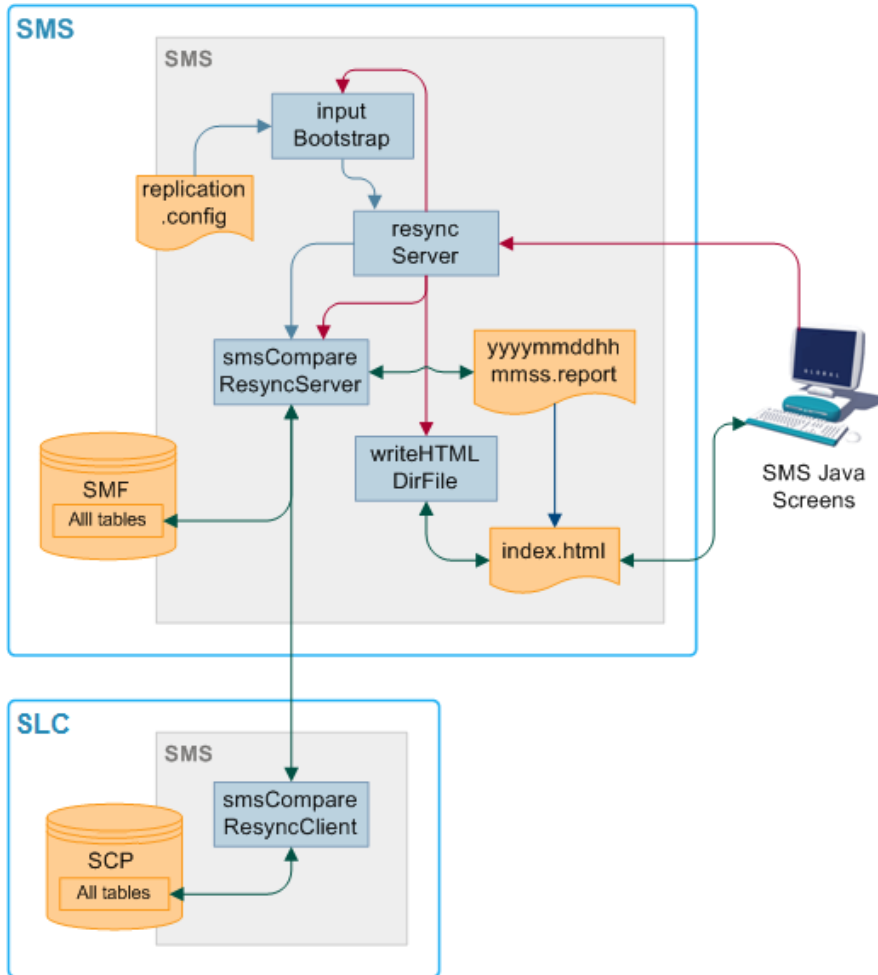 SMS
SMS
input
Bootstrap
replication
.config
resync
Server
smsCompare
ResyncServer
yyyymmddhh
mmss.report
GLOBAL
writeHTML
DirFile
SMS Java
Screens
SMF
Alll tables
index.html
SLC
SMS
smsCompare
ResyncClient
SCP
All tables